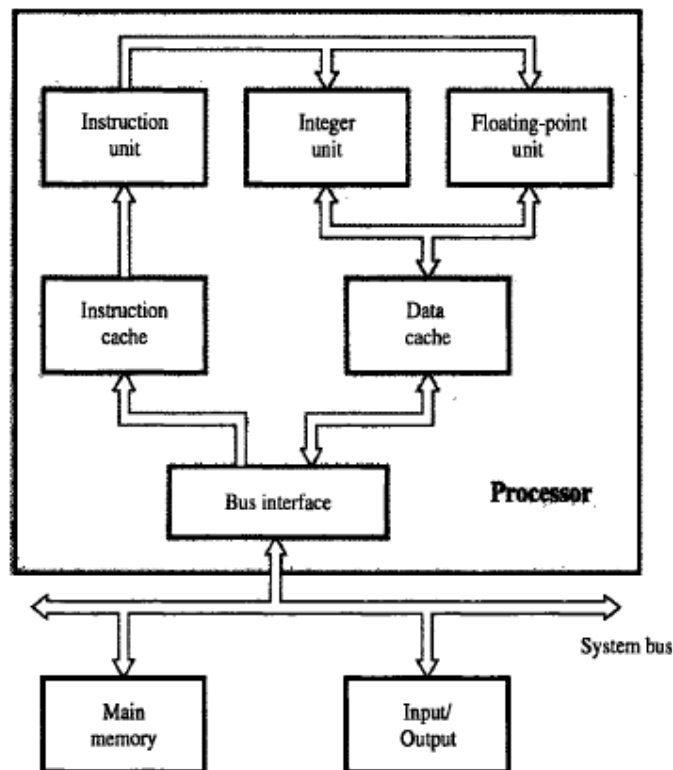 Instruction
unit
Integer
unit
Floating-point
unit
Instruction
cache
Data
cache
Bus interface
Processor
System bus
Main
memory
Input/
Output